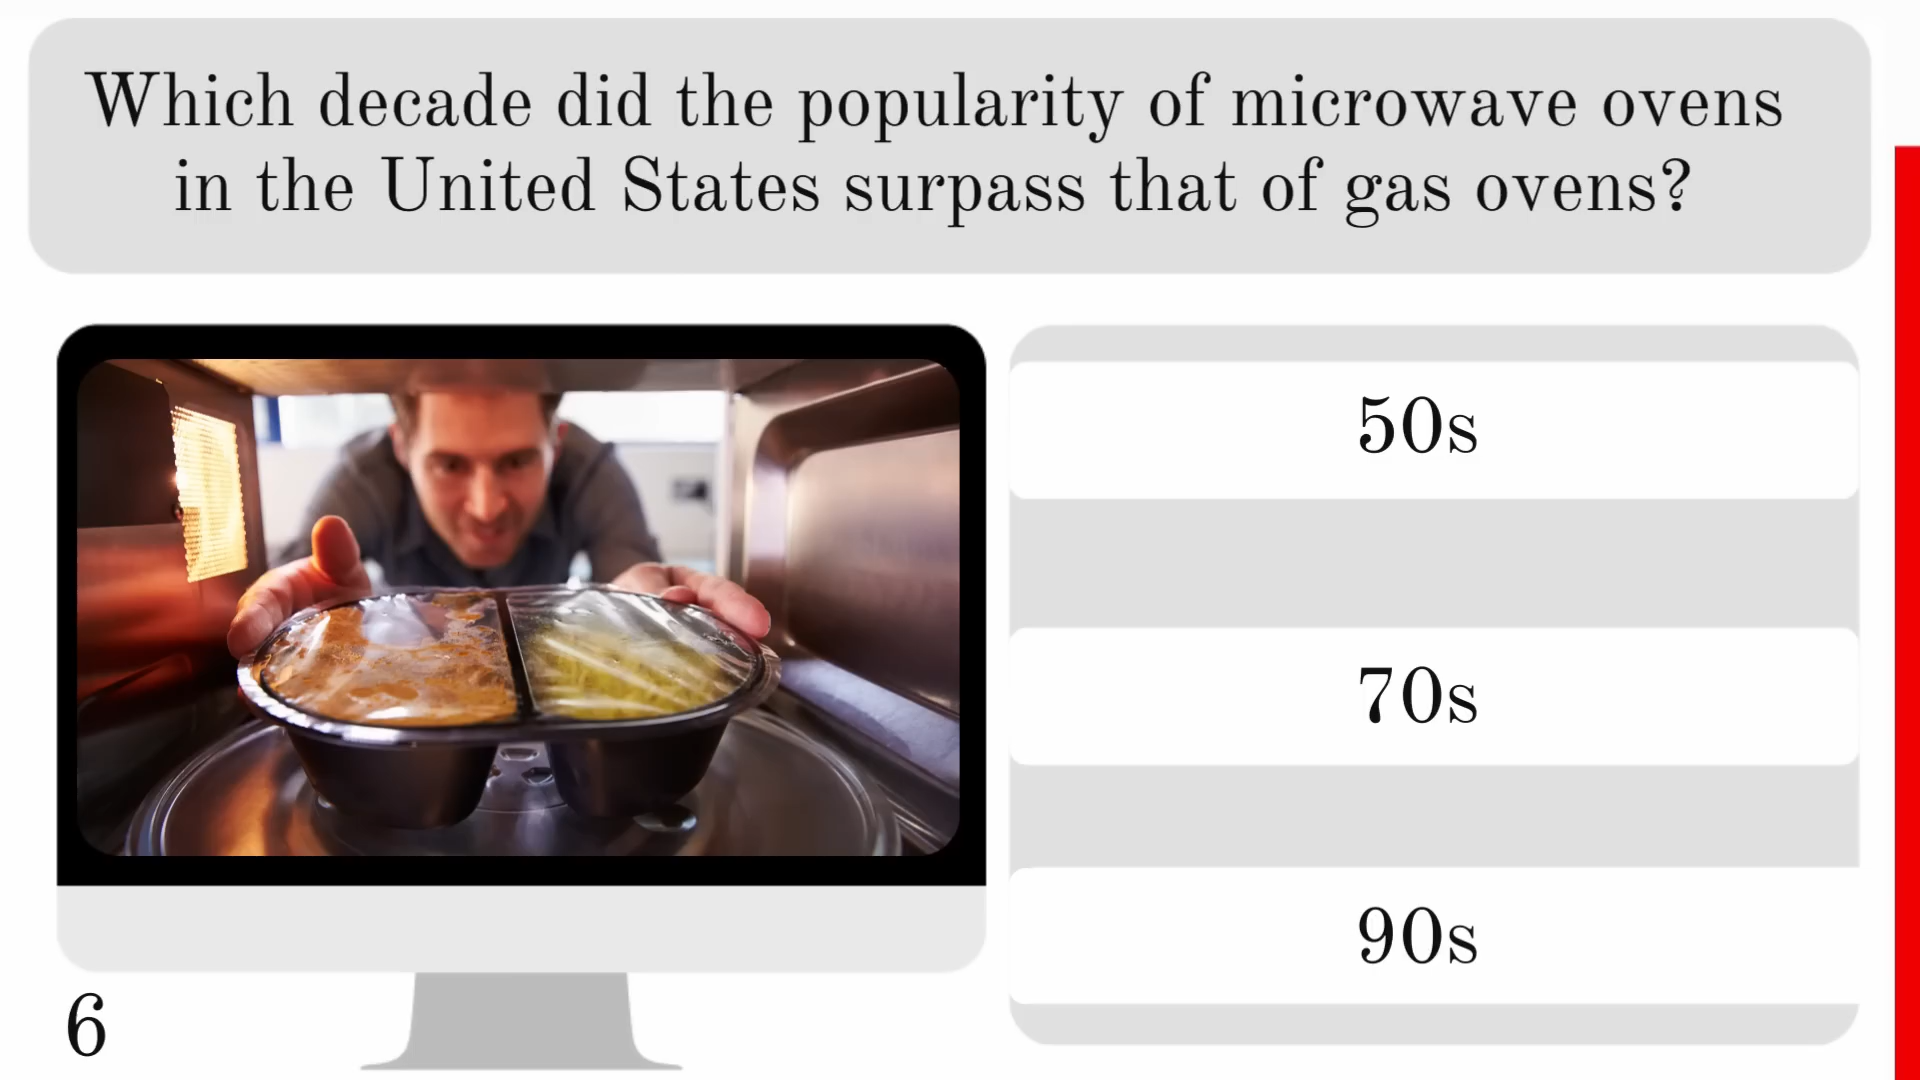 Which decade did the popularity of microwave ovens
in the United States surpass that of gas ovens?
50s
70s
90s
6